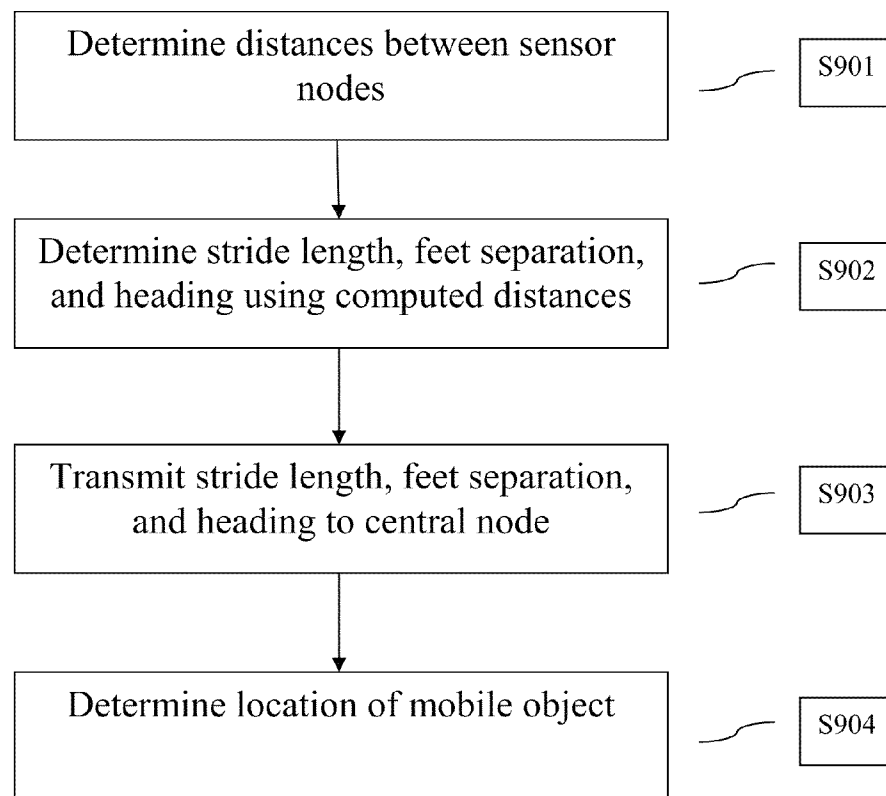 Determine distances between sensor
nodes
S901
Determine stride length, feet separation,
and heading using computed distances
S902
Transmit stride length, feet separation,
and heading to central node
S903
Determine location of mobile object
S904